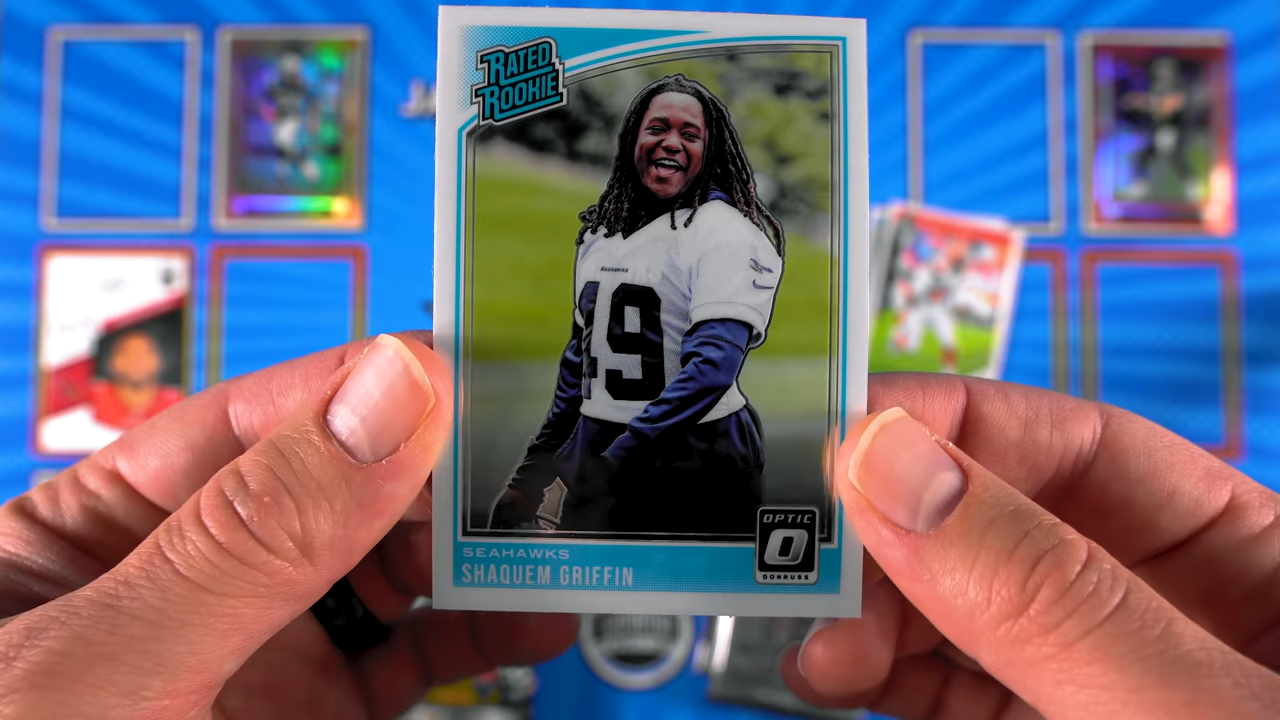 RATED
ROOKIE
SEAHAWKS
49
OPTIC
O
DONRUSS
SEAHAWKS
SHAQUEM GRIFFIN